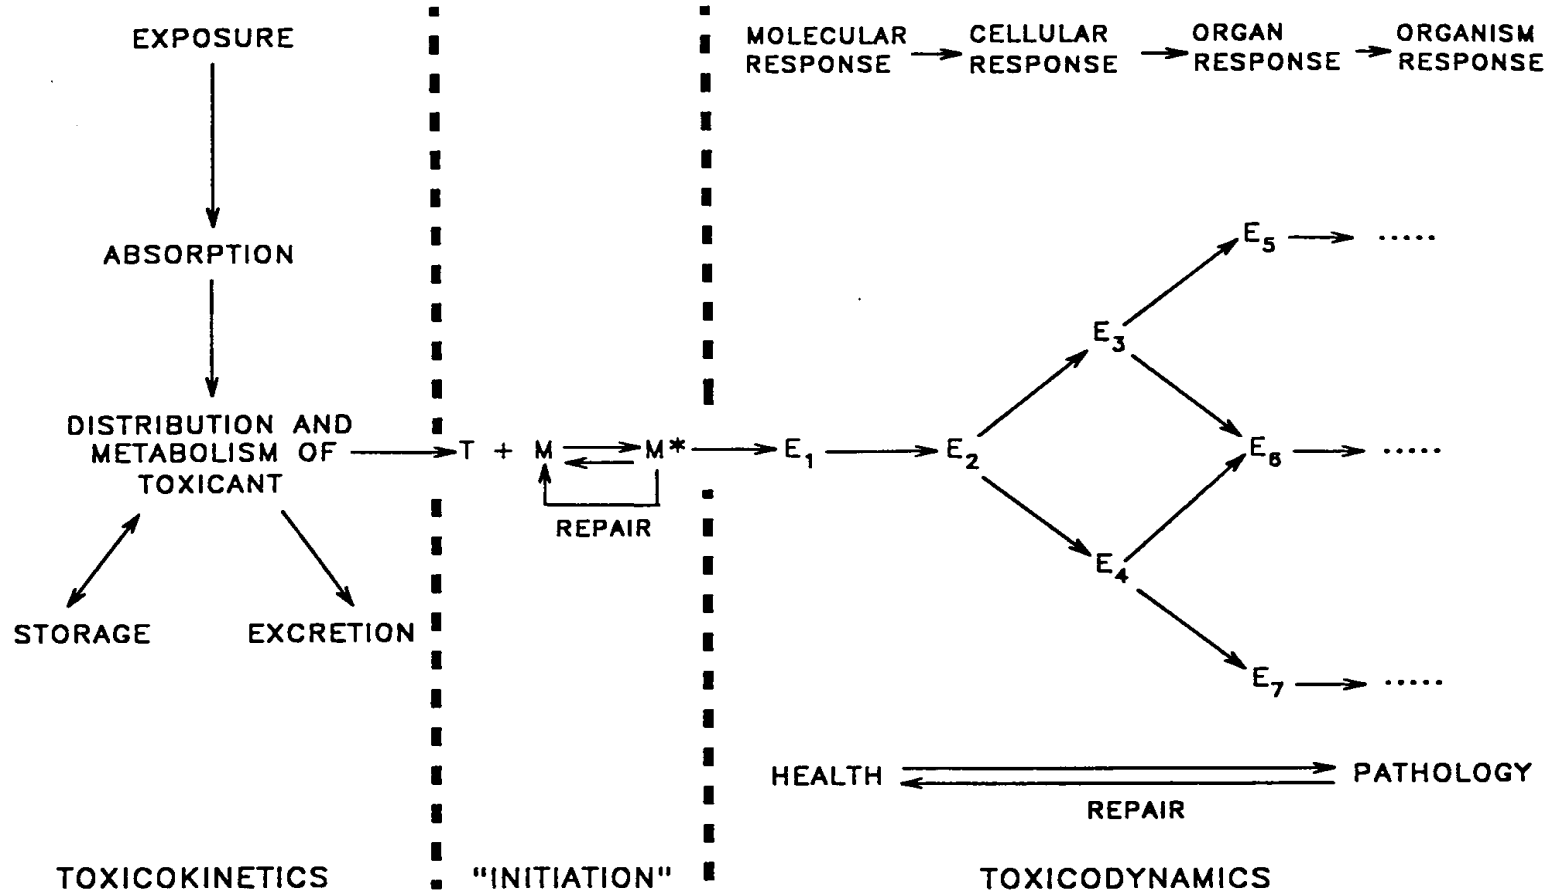 EXPOSURE
ABSORPTION
DISTRIBUTION AND
METABOLISM OF
TOXICANT
STORAGE
EXCRETION
TOXICOKINETICS
T + M M*
REPAIR
"INITIATION"
MOLECULAR
RESPONSE
CELLULAR
RESPONSE
ORGAN
RESPONSE
ORGANISM
RESPONSE
E1
E2
E3
E4
E5 .....
E6 .....
E7 .....
HEALTH
PATHOLOGY
REPAIR
TOXICODYNAMICS